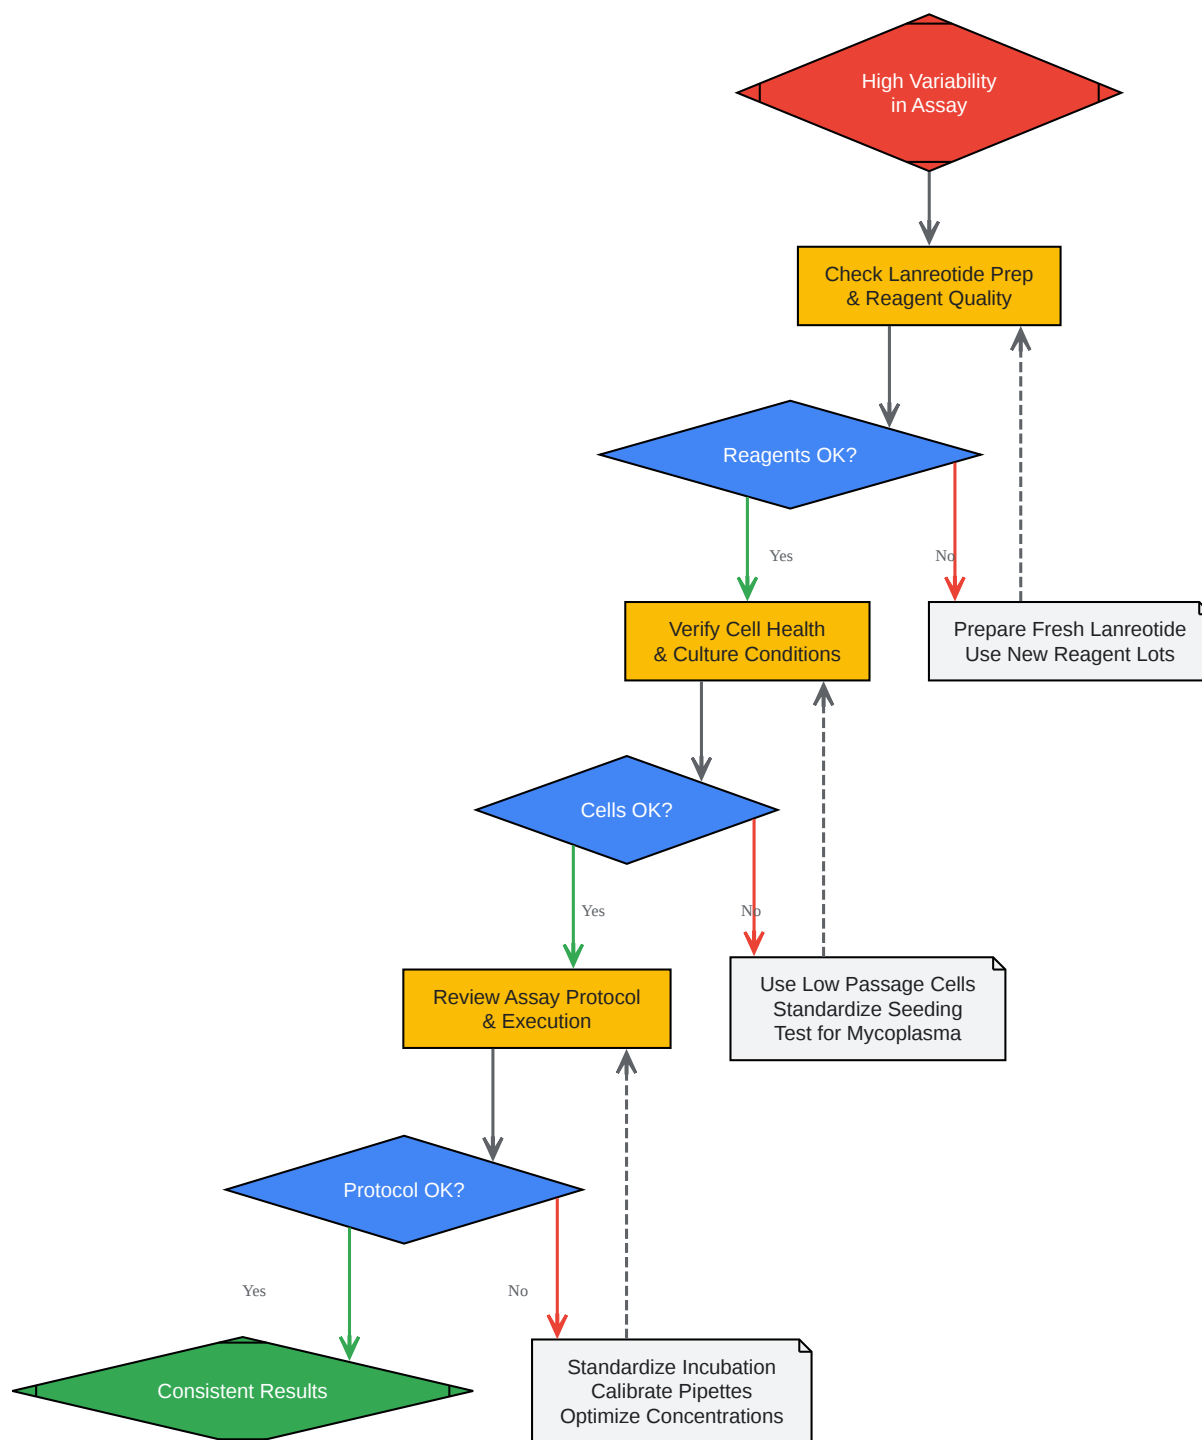 High Variability
in Assay
Check Lanreotide Prep
& Reagent Quality
Reagents OK?
Yes
No
Verify Cell Health
& Culture Conditions
Prepare Fresh Lanreotide
Use New Reagent Lots
Cells OK?
Yes
No
Review Assay Protocol
& Execution
Use Low Passage Cells
Standardize Seeding
Test for Mycoplasma
Protocol OK?
Yes
No
Consistent Results
Standardize Incubation
Calibrate Pipettes
Optimize Concentrations